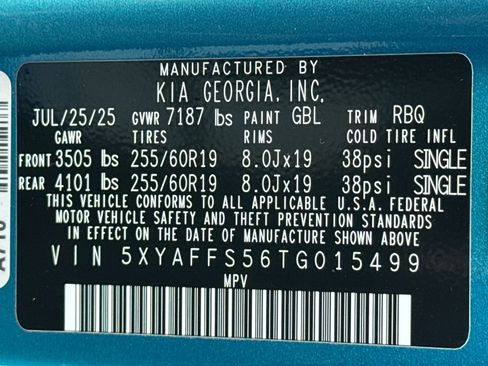 MANUFACTURED BY
KIA GEORGIA, INC.
JUL/25/25 GVWR 7187 lbs PAINT GBL TRIM RBQ
GAWR TIRES RIMS COLD TIRE INFL
FRONT 3505 lbs 255/60R19 8.0Jx19 38psi SINGLE
REAR 4101 lbs 255/60R19 8.0Jx19 38psi SINGLE
THIS VEHICLE CONFORMS TO ALL APPLICABLE U.S.A. FEDERAL
MOTOR VEHICLE SAFETY AND THEFT PREVENTION STANDARDS
IN EFFECT ON THE DATE OF MANUFACTURE SHOWN ABOVE
VIN 5XYAFFS56TG015499
MPV